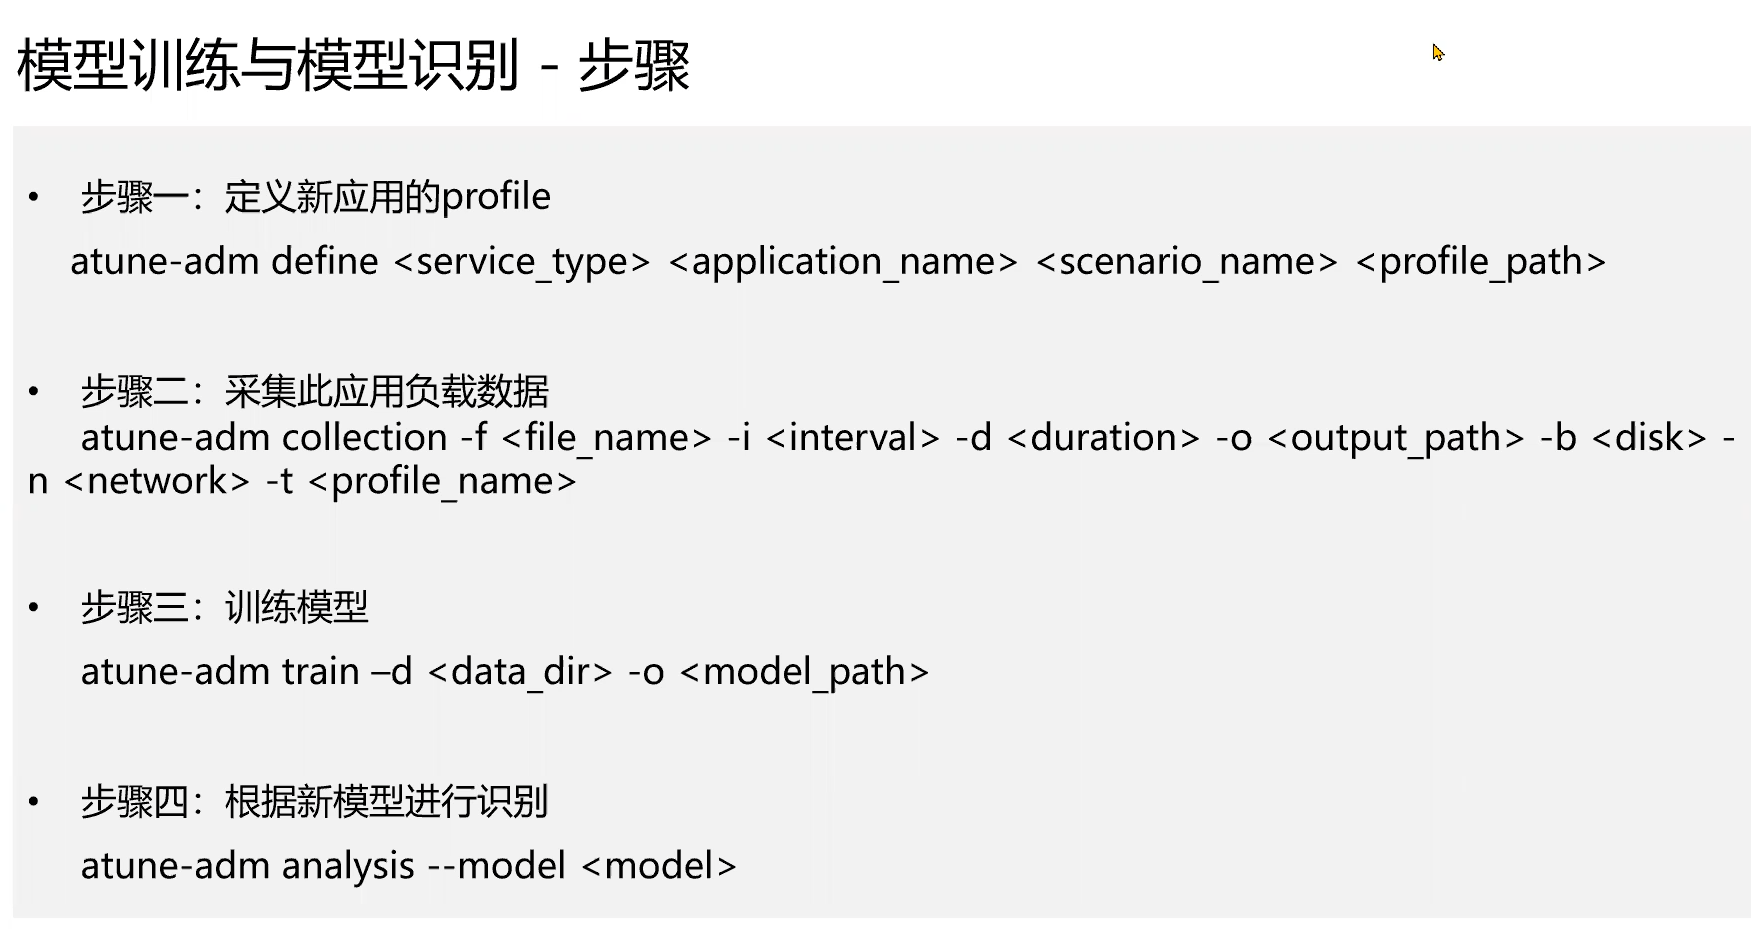 模型训练与模型识别 - 步骤
• 步骤一：定义新应用的profile
atune-adm define <service_type> <application_name> <scenario_name> <profile_path>
• 步骤二：采集此应用负载数据
atune-adm collection -f <file_name> -i <interval> -d <duration> -o <output_path> -b <disk> -
n <network> -t <profile_name>
• 步骤三：训练模型
atune-adm train –d <data_dir> -o <model_path>
• 步骤四：根据新模型进行识别
atune-adm analysis --model <model>